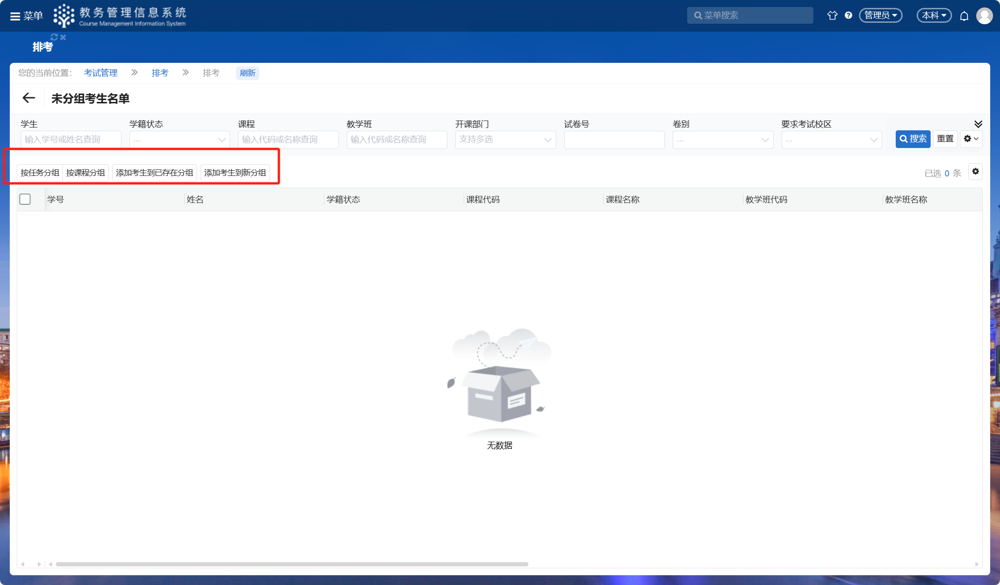 菜单
教务管理信息系统
Course Management Information System
菜单搜索
管理员
本科
排考
您的当前位置： 考试管理 排考 排考 刷新
未分组考生名单
学生 学籍状态 课程 教学班 开课部门 试卷号 卷别 要求考试校区
输入学号或姓名查询 ... 输入代码或名称查询 输入代码或名称查询 支持多选 ... ... 搜索 重置
按任务分组 按课程分组 添加考生到已存在分组 添加考生到新分组 已选 0 条
学号 姓名 学籍状态 课程代码 课程名称 教学班代码 教学班名称
无数据